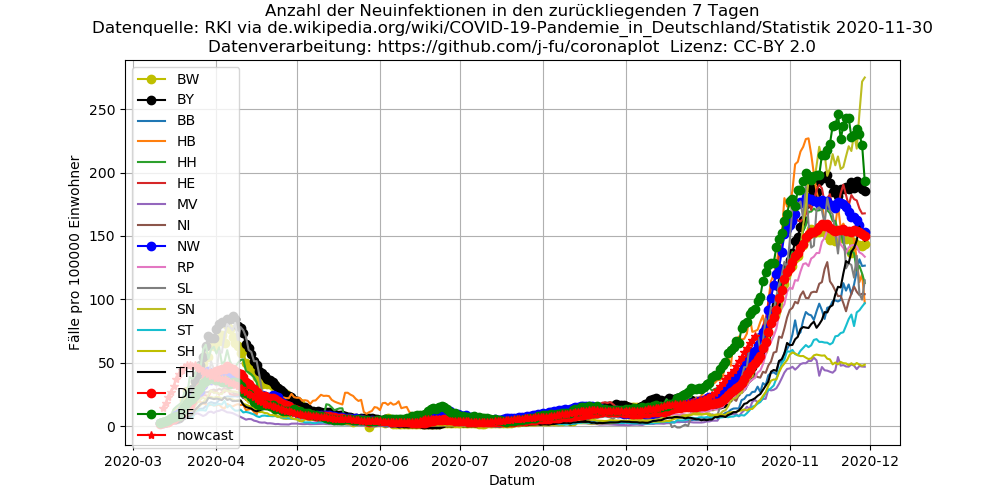 Anzahl der Neuinfektionen in den zurückliegenden 7 Tagen
Datenquelle: RKI via de.wikipedia.org/wiki/COVID-19-Pandemie_in_Deutschland/Statistik 2020-11-30
Datenverarbeitung: https://github.com/j-fu/coronaplot Lizenz: CC-BY 2.0
Fälle pro 100000 Einwohner
250
200
150
100
50
0
BW
BY
BB
HB
HH
HE
MV
NI
NW
RP
SL
SN
ST
SH
TH
DE
BE
nowcast
2020-03 2020-04 2020-05 2020-06 2020-07 2020-08 2020-09 2020-10 2020-11 2020-12
Datum